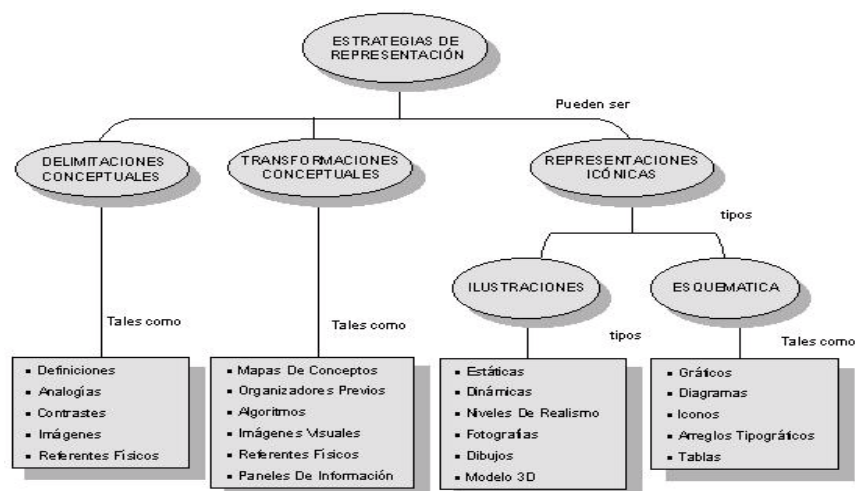 ESTRATEGIAS DE
REPRESENTACIÓN
Pueden ser
DELIMITACIONES
CONCEPTUALES
TRANSFORMACIONES
CONCEPTUALES
REPRESENTACIONES
ICÓNICAS
tipos
ILUSTRACIONES
ESQUEMATICA
Tales como
Tales como
tipos
Tales como
▪ Definiciones
▪ Analogías
▪ Contrastes
▪ Imágenes
▪ Referentes Físicos
▪ Mapas De Conceptos
▪ Organizadores Previos
▪ Algoritmos
▪ Imágenes Visuales
▪ Referentes Físicos
▪ Paneles De Información
▪ Estáticas
▪ Dinámicas
▪ Niveles De Realismo
▪ Fotografías
▪ Dibujos
▪ Modelo 3D
▪ Gráficos
▪ Diagramas
▪ Iconos
▪ Arreglos Tipográficos
▪ Tablas